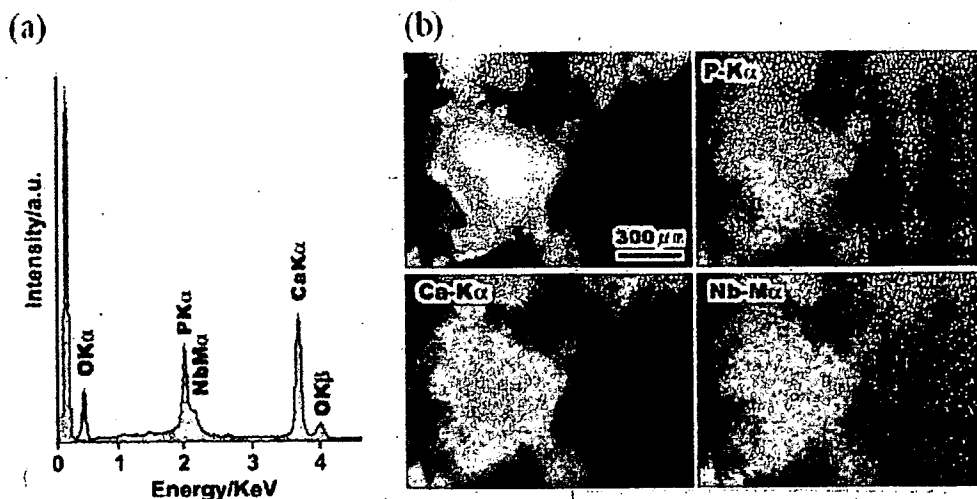 (a)
(b)
Intensity/a.u.
OKα
PKα
NbMα
CaKα
OKβ
0 1 2 3 4
Energy/KeV
300 μm
P-Kα
Ca-Kα
Nb-Mα